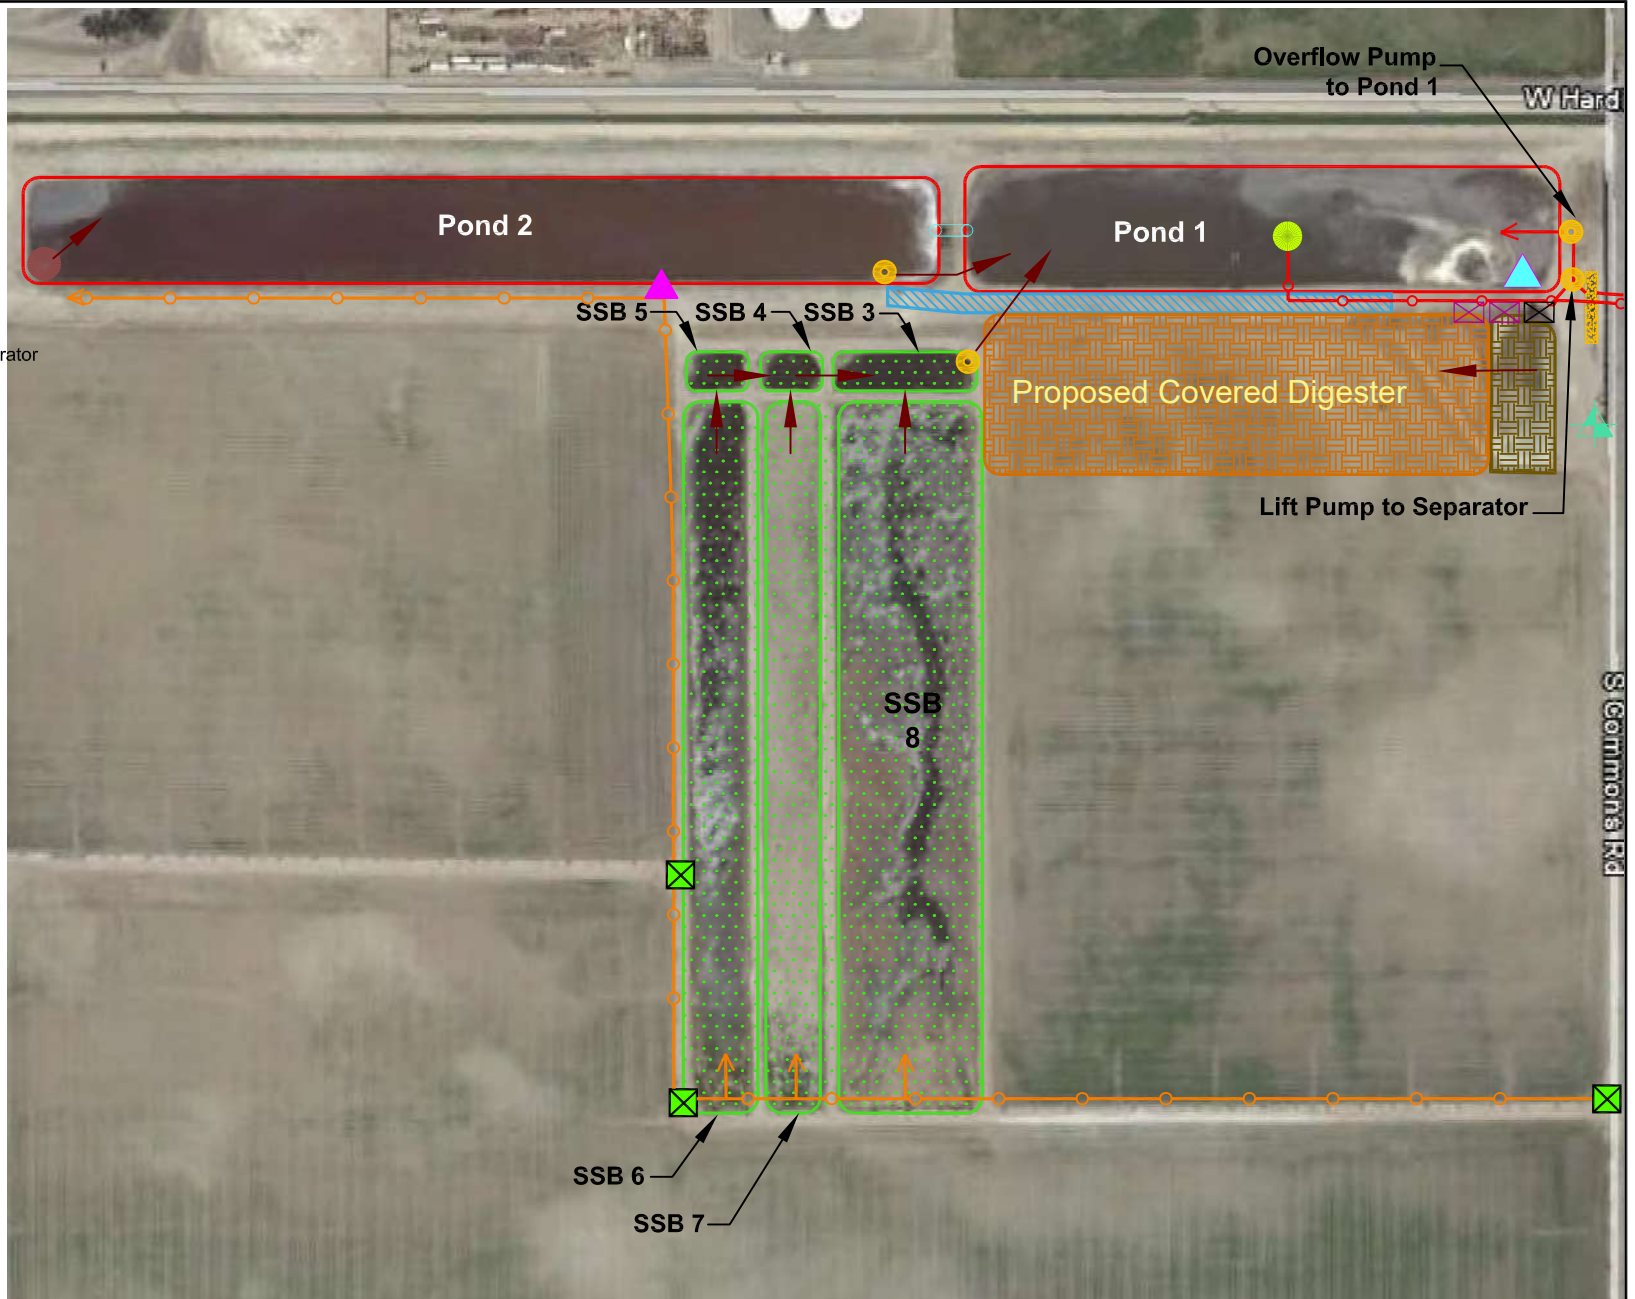 Overflow Pump
to Pond 1
W Hard
Pond 2
Pond 1
SSB 5
SSB 4
SSB 3
rator
Proposed Covered Digester
Lift Pump to Separator
SSB
8
S Commons Rd
SSB 6
SSB 7